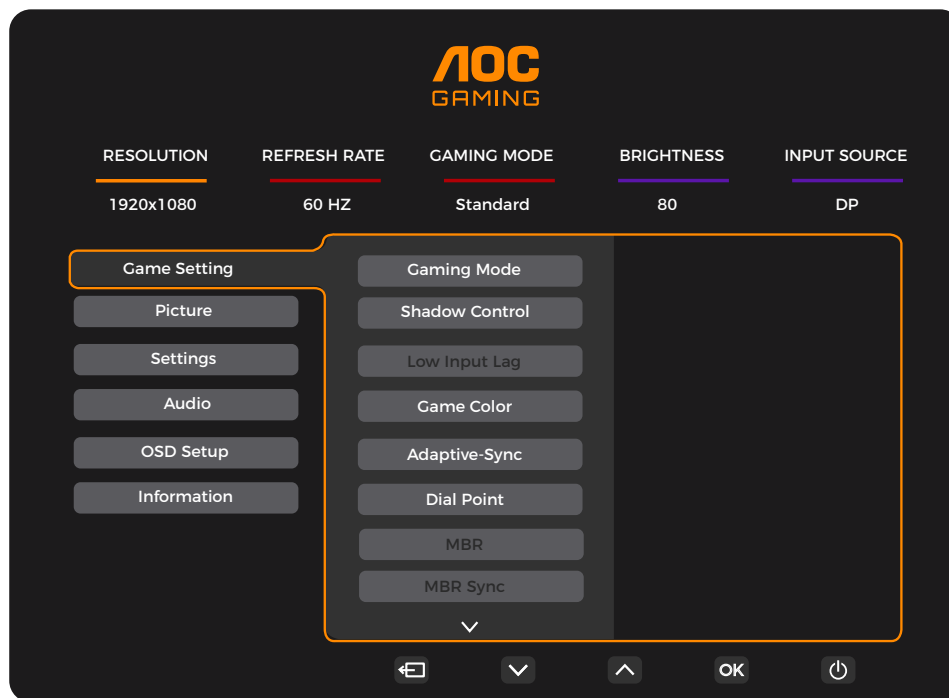 AOC
GAMING
RESOLUTION REFRESH RATE GAMING MODE BRIGHTNESS INPUT SOURCE
1920x1080 60 HZ Standard 80 DP
Game Setting
Picture
Settings
Audio
OSD Setup
Information
Gaming Mode
Shadow Control
Low Input Lag
Game Color
Adaptive-Sync
Dial Point
MBR
MBR Sync
OK